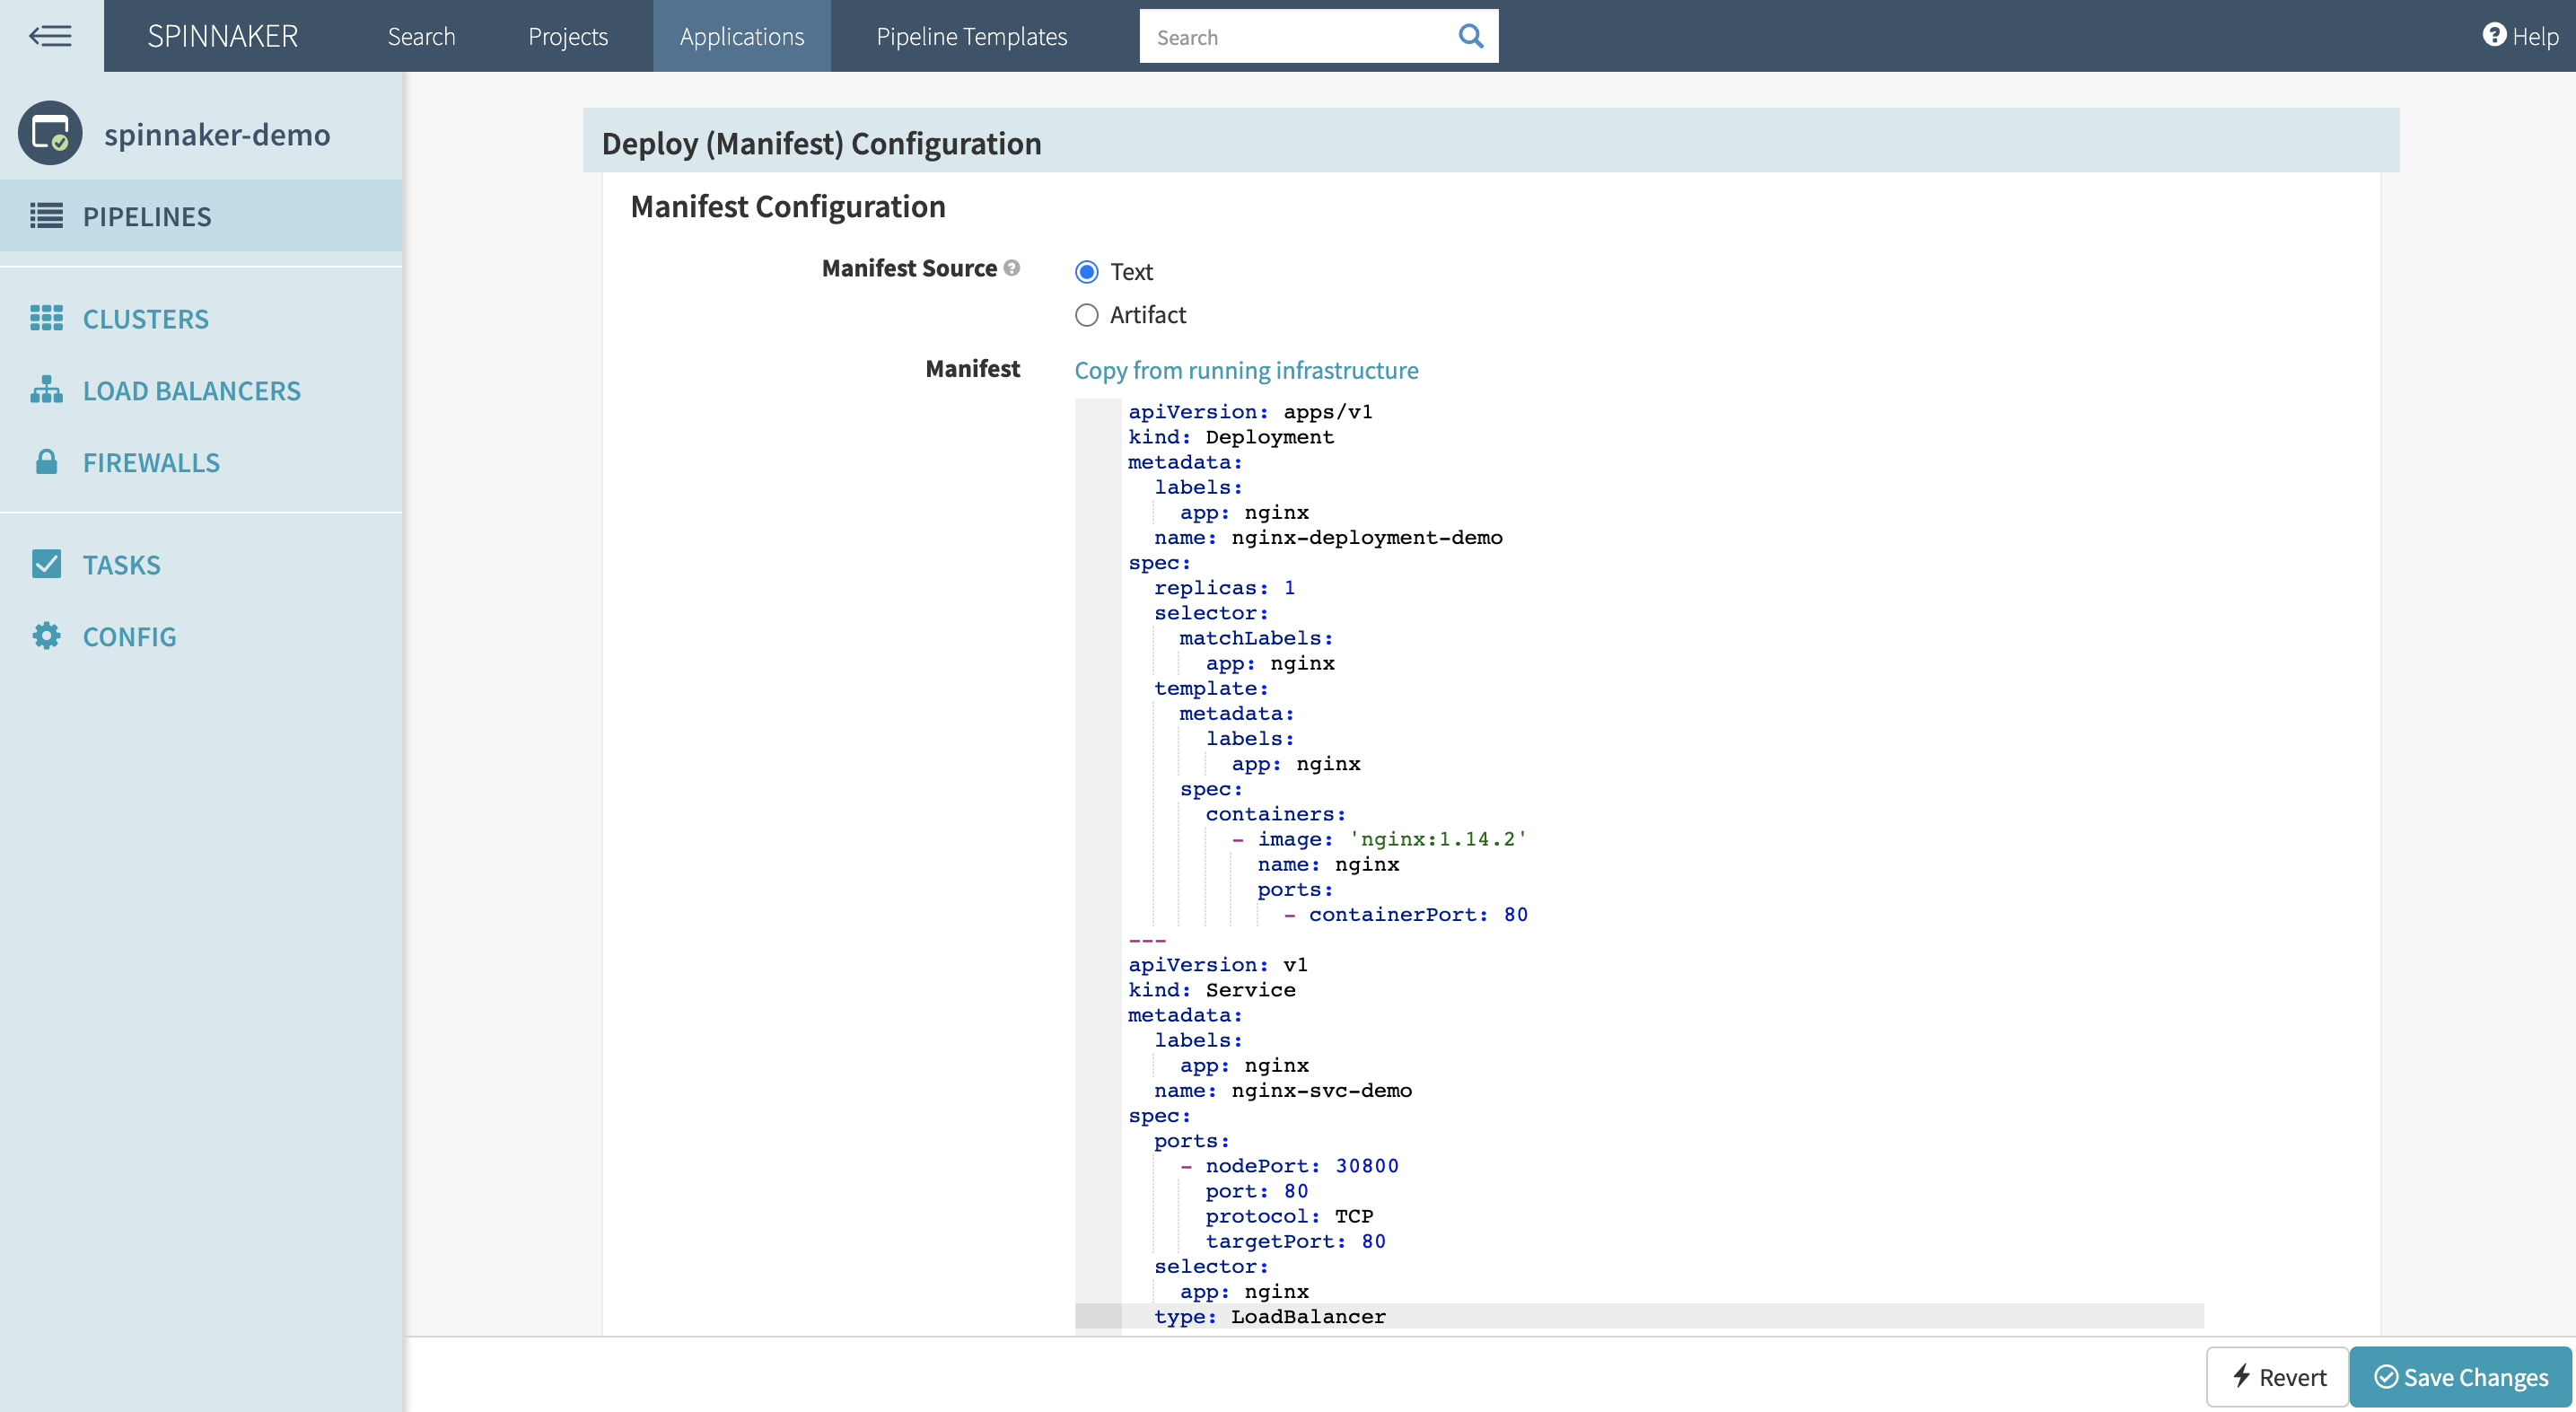 SPINNAKER Search Projects Applications Pipeline Templates Search Help
spinnaker-demo
PIPELINES
CLUSTERS
LOAD BALANCERS
FIREWALLS
TASKS
CONFIG
Deploy (Manifest) Configuration
Manifest Configuration
Manifest Source
Text
Artifact
Manifest
Copy from running infrastructure
apiVersion: apps/v1
kind: Deployment
metadata:
  labels:
    app: nginx
  name: nginx-deployment-demo
spec:
  replicas: 1
  selector:
    matchLabels:
      app: nginx
  template:
    metadata:
      labels:
        app: nginx
    spec:
      containers:
        - image: 'nginx:1.14.2'
          name: nginx
          ports:
            - containerPort: 80
---
apiVersion: v1
kind: Service
metadata:
  labels:
    app: nginx
  name: nginx-svc-demo
spec:
  ports:
    - nodePort: 30800
      port: 80
      protocol: TCP
      targetPort: 80
  selector:
    app: nginx
  type: LoadBalancer
Revert
Save Changes